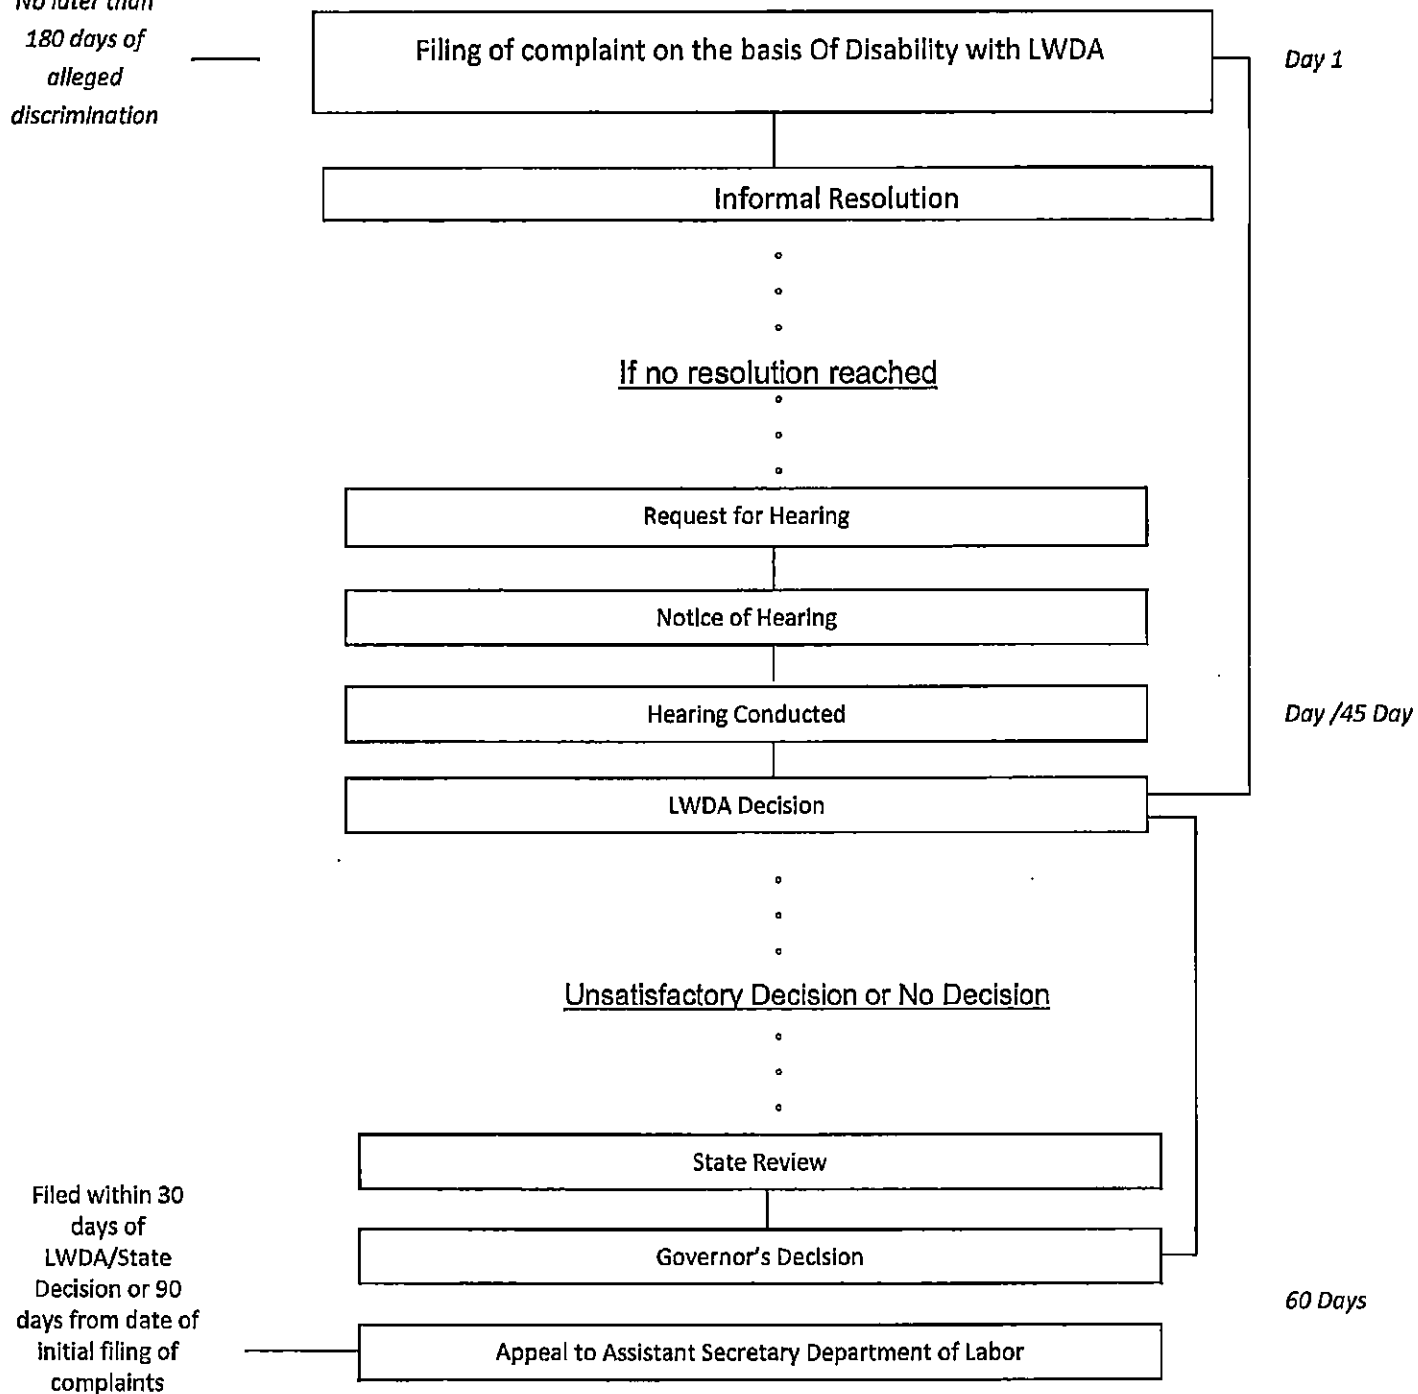 No later than
180 days of
alleged
discrimination
Filing of complaint on the basis Of Disability with LWDA
Day 1
Informal Resolution
If no resolution reached
Request for Hearing
Notice of Hearing
Hearing Conducted
Day /45 Day
LWDA Decision
Unsatisfactory Decision or No Decision
State Review
Filed within 30
days of
LWDA/State
Decision or 90
days from date of
initial filing of
complaints
Governor's Decision
60 Days
Appeal to Assistant Secretary Department of Labor